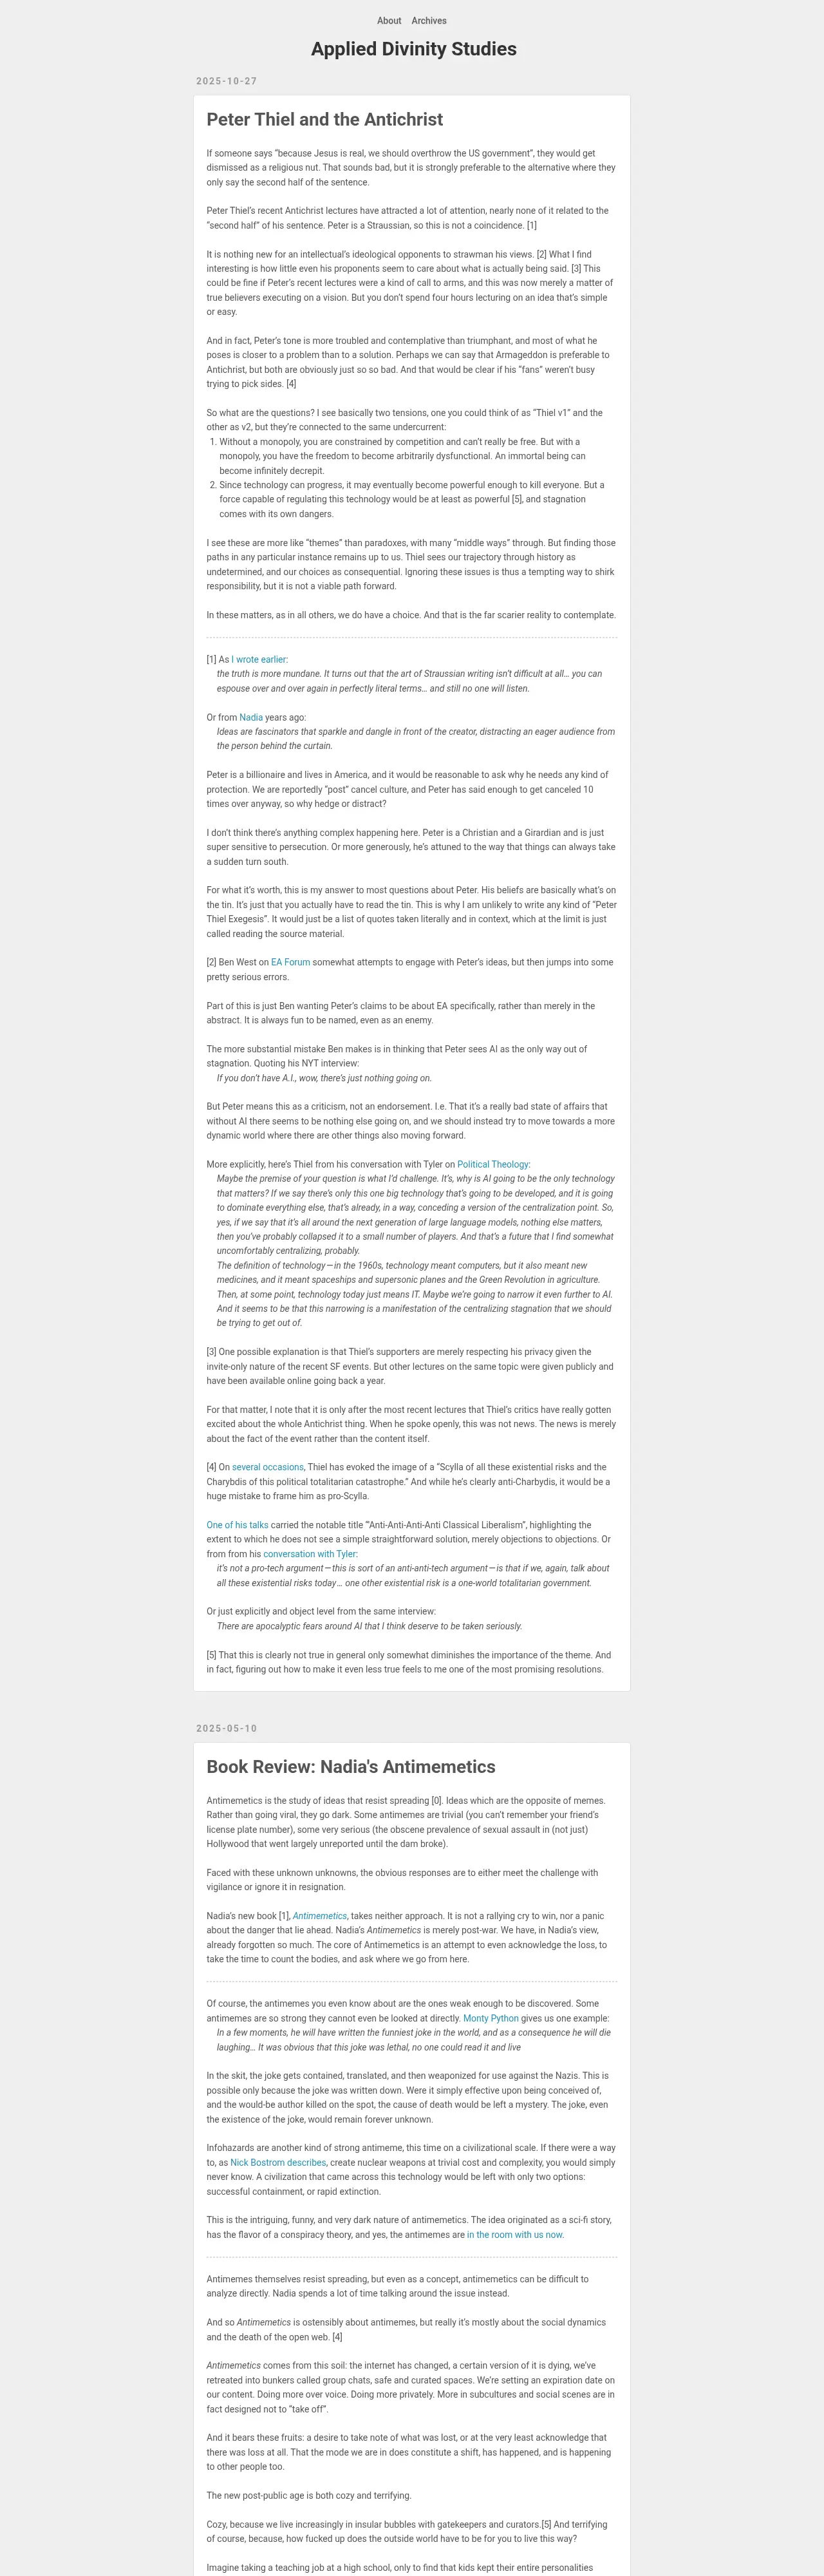 About Archives
Applied Divinity Studies
2025-10-27
Peter Thiel and the Antichrist
If someone says “because Jesus is real, we should overthrow the US government”, they would get
dismissed as a religious nut. That sounds bad, but it is strongly preferable to the alternative where they
only say the second half of the sentence.
Peter Thiel’s recent Antichrist lectures have attracted a lot of attention, nearly none of it related to the
“second half” of his sentence. Peter is a Straussian, so this is not a coincidence. [1]
It is nothing new for an intellectual’s ideological opponents to strawman his views. [2] What I find
interesting is how little even his proponents seem to care about what is actually being said. [3] This
could be fine if Peter’s recent lectures were a kind of call to arms, and this was now merely a matter of
true believers executing on a vision. But you don’t spend four hours lecturing on an idea that’s simple
or easy.
And in fact, Peter’s tone is more troubled and contemplative than triumphant, and most of what he
poses is closer to a problem than to a solution. Perhaps we can say that Armageddon is preferable to
Antichrist, but both are obviously just so so bad. And that would be clear if his “fans” weren’t busy
trying to pick sides. [4]
So what are the questions? I see basically two tensions, one you could think of as “Thiel v1” and the
other as v2, but they’re connected to the same undercurrent:
1. Without a monopoly, you are constrained by competition and can’t really be free. But with a
monopoly, you have the freedom to become arbitrarily dysfunctional. An immortal being can
become infinitely decrepit.
2. Since technology can progress, it may eventually become powerful enough to kill everyone. But a
force capable of regulating this technology would be at least as powerful [5], and stagnation
comes with its own dangers.
I see these are more like “themes” than paradoxes, with many “middle ways” through. But finding those
paths in any particular instance remains up to us. Thiel sees our trajectory through history as
undetermined, and our choices as consequential. Ignoring these issues is thus a tempting way to shirk
responsibility, but it is not a viable path forward.
In these matters, as in all others, we do have a choice. And that is the far scarier reality to contemplate.
[1] As I wrote earlier:
the truth is more mundane. It turns out that the art of Straussian writing isn’t difficult at all… you can
espouse over and over again in perfectly literal terms… and still no one will listen.
Or from Nadia years ago:
Ideas are fascinators that sparkle and dangle in front of the creator, distracting an eager audience from
the person behind the curtain.
Peter is a billionaire and lives in America, and it would be reasonable to ask why he needs any kind of
protection. We are reportedly “post” cancel culture, and Peter has said enough to get canceled 10
times over anyway, so why hedge or distract?
I don’t think there’s anything complex happening here. Peter is a Christian and a Girardian and is just
super sensitive to persecution. Or more generously, he’s attuned to the way that things can always take
a sudden turn south.
For what it’s worth, this is my answer to most questions about Peter. His beliefs are basically what’s on
the tin. It’s just that you actually have to read the tin. This is why I am unlikely to write any kind of “Peter
Thiel Exegesis”. It would just be a list of quotes taken literally and in context, which at the limit is just
called reading the source material.
[2] Ben West on EA Forum somewhat attempts to engage with Peter’s ideas, but then jumps into some
pretty serious errors.
Part of this is just Ben wanting Peter’s claims to be about EA specifically, rather than merely in the
abstract. It is always fun to be named, even as an enemy.
The more substantial mistake Ben makes is in thinking that Peter sees AI as the only way out of
stagnation. Quoting his NYT interview:
If you don’t have A.I., wow, there’s just nothing going on.
But Peter means this as a criticism, not an endorsement. I.e. That it’s a really bad state of affairs that
without AI there seems to be nothing else going on, and we should instead try to move towards a more
dynamic world where there are other things also moving forward.
More explicitly, here’s Thiel from his conversation with Tyler on Political Theology:
Maybe the premise of your question is what I’d challenge. It’s, why is AI going to be the only technology
that matters? If we say there’s only this one big technology that’s going to be developed, and it is going
to dominate everything else, that’s already, in a way, conceding a version of the centralization point. So,
yes, if we say that it’s all around the next generation of large language models, nothing else matters,
then you’ve probably collapsed it to a small number of players. And that’s a future that I find somewhat
uncomfortably centralizing, probably.
The definition of technology — in the 1960s, technology meant computers, but it also meant new
medicines, and it meant spaceships and supersonic planes and the Green Revolution in agriculture.
Then, at some point, technology today just means IT. Maybe we’re going to narrow it even further to AI.
And it seems to be that this narrowing is a manifestation of the centralizing stagnation that we should
be trying to get out of.
[3] One possible explanation is that Thiel’s supporters are merely respecting his privacy given the
invite-only nature of the recent SF events. But other lectures on the same topic were given publicly and
have been available online going back a year.
For that matter, I note that it is only after the most recent lectures that Thiel’s critics have really gotten
excited about the whole Antichrist thing. When he spoke openly, this was not news. The news is merely
about the fact of the event rather than the content itself.
[4] On several occasions, Thiel has evoked the image of a “Scylla of all these existential risks and the
Charybdis of this political totalitarian catastrophe.” And while he’s clearly anti-Charbydis, it would be a
huge mistake to frame him as pro-Scylla.
One of his talks carried the notable title “‘Anti-Anti-Anti-Anti Classical Liberalism”, highlighting the
extent to which he does not see a simple straightforward solution, merely objections to objections. Or
from from his conversation with Tyler:
it’s not a pro-tech argument — this is sort of an anti-anti-tech argument — is that if we, again, talk about
all these existential risks today… one other existential risk is a one-world totalitarian government.
Or just explicitly and object level from the same interview:
There are apocalyptic fears around AI that I think deserve to be taken seriously.
[5] That this is clearly not true in general only somewhat diminishes the importance of the theme. And
in fact, figuring out how to make it even less true feels to me one of the most promising resolutions.
2025-05-10
Book Review: Nadia's Antimemetics
Antimemetics is the study of ideas that resist spreading [0]. Ideas which are the opposite of memes.
Rather than going viral, they go dark. Some antimemes are trivial (you can’t remember your friend’s
license plate number), some very serious (the obscene prevalence of sexual assault in (not just)
Hollywood that went largely unreported until the dam broke).
Faced with these unknown unknowns, the obvious responses are to either meet the challenge with
vigilance or ignore it in resignation.
Nadia’s new book [1], Antimemetics, takes neither approach. It is not a rallying cry to win, nor a panic
about the danger that lie ahead. Nadia’s Antimemetics is merely post-war. We have, in Nadia’s view,
already forgotten so much. The core of Antimemetics is an attempt to even acknowledge the loss, to
take the time to count the bodies, and ask where we go from here.
Of course, the antimemes you even know about are the ones weak enough to be discovered. Some
antimemes are so strong they cannot even be looked at directly. Monty Python gives us one example:
In a few moments, he will have written the funniest joke in the world, and as a consequence he will die
laughing… It was obvious that this joke was lethal, no one could read it and live
In the skit, the joke gets contained, translated, and then weaponized for use against the Nazis. This is
possible only because the joke was written down. Were it simply effective upon being conceived of,
and the would-be author killed on the spot, the cause of death would be left a mystery. The joke, even
the existence of the joke, would remain forever unknown.
Infohazards are another kind of strong antimeme, this time on a civilizational scale. If there were a way
to, as Nick Bostrom describes, create nuclear weapons at trivial cost and complexity, you would simply
never know. A civilization that came across this technology would be left with only two options:
successful containment, or rapid extinction.
This is the intriguing, funny, and very dark nature of antimemetics. The idea originated as a sci-fi story,
has the flavor of a conspiracy theory, and yes, the antimemes are in the room with us now.
Antimemes themselves resist spreading, but even as a concept, antimemetics can be difficult to
analyze directly. Nadia spends a lot of time talking around the issue instead.
And so Antimemetics is ostensibly about antimemes, but really it’s mostly about the social dynamics
and the death of the open web. [4]
Antimemetics comes from this soil: the internet has changed, a certain version of it is dying, we’ve
retreated into bunkers called group chats, safe and curated spaces. We’re setting an expiration date on
our content. Doing more over voice. Doing more privately. More in subcultures and social scenes are in
fact designed not to “take off”.
And it bears these fruits: a desire to take note of what was lost, or at the very least acknowledge that
there was loss at all. That the mode we are in does constitute a shift, has happened, and is happening
to other people too.
The new post-public age is both cozy and terrifying.
Cozy, because we live increasingly in insular bubbles with gatekeepers and curators.[5] And terrifying
of course, because, how fucked up does the outside world have to be for you to live this way?
Imagine taking a teaching job at a high school, only to find that kids kept their entire personalities